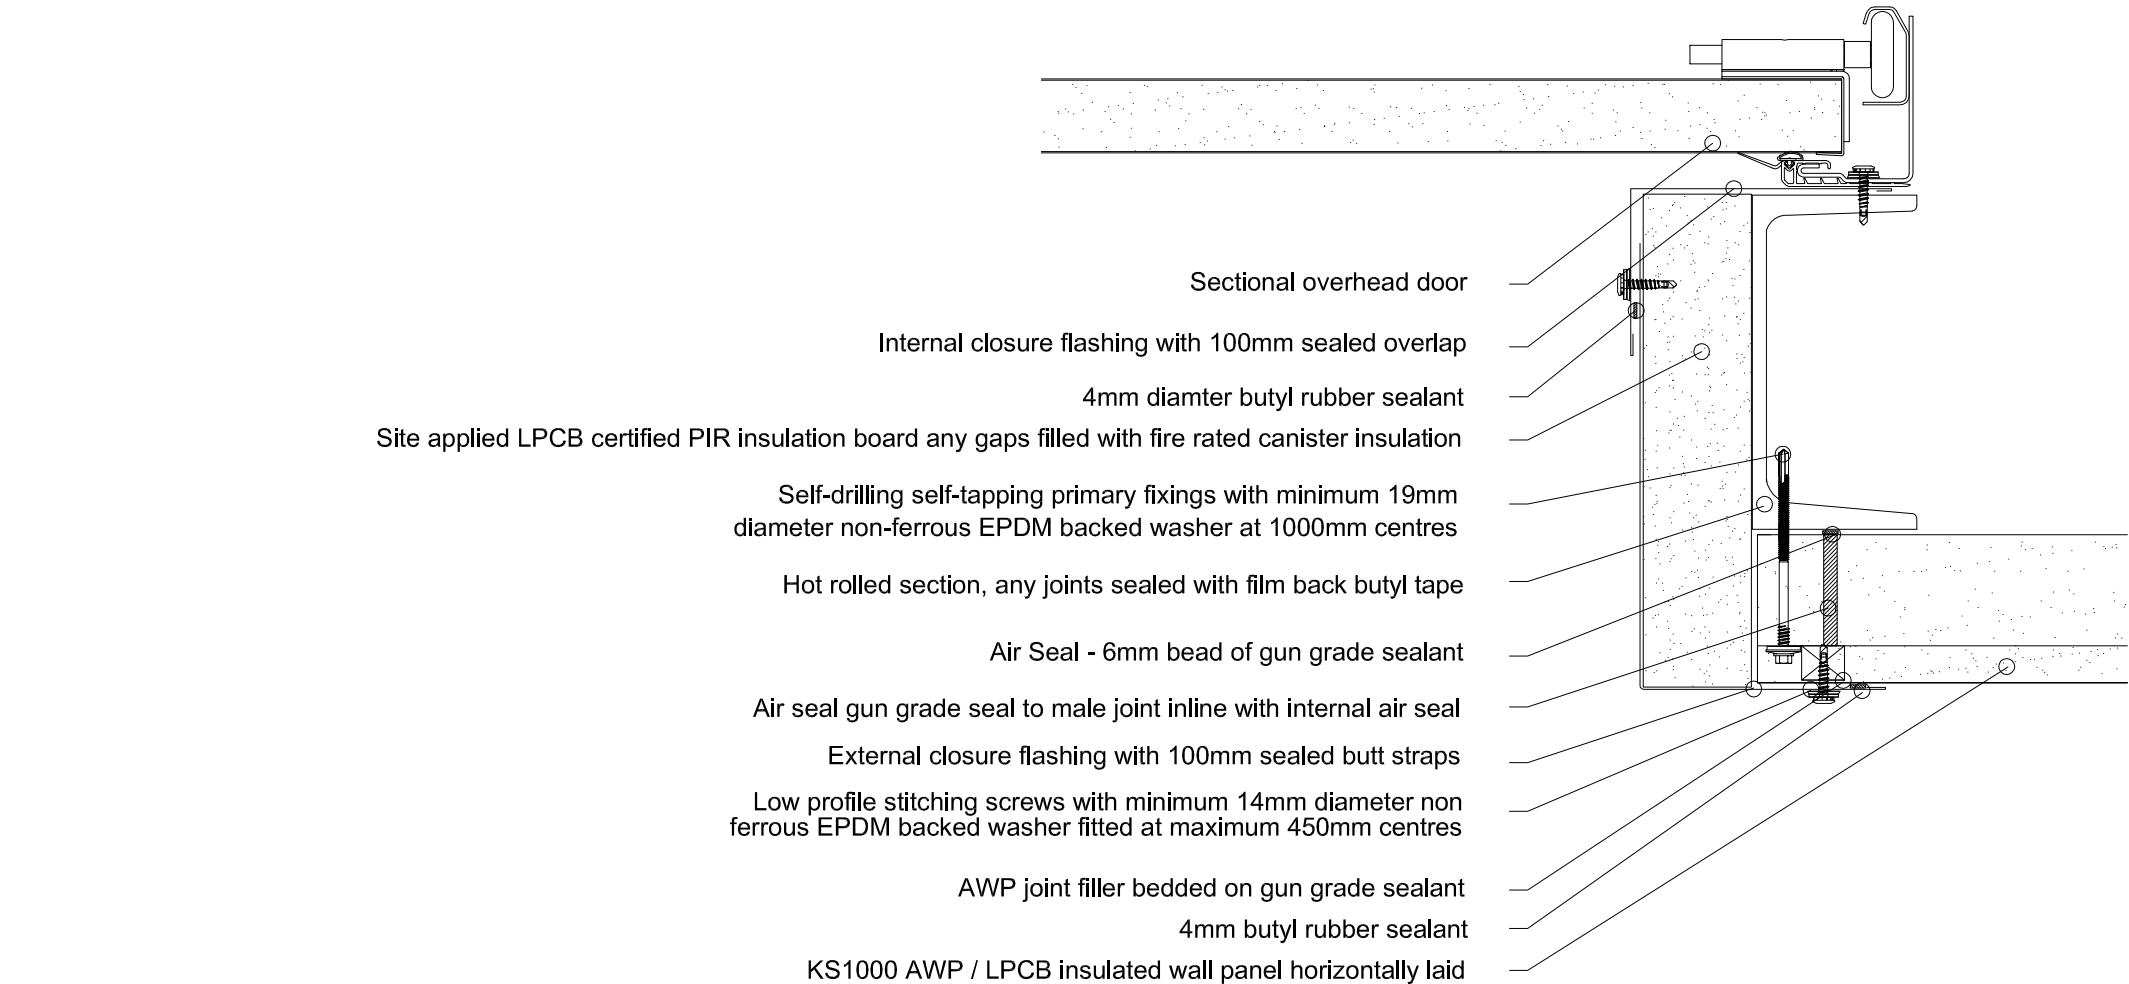 Sectional overhead door
Internal closure flashing with 100mm sealed overlap
4mm diamter butyl rubber sealant
Site applied LPCB certified PIR insulation board any gaps filled with fire rated canister insulation
Self-drilling self-tapping primary fixings with minimum 19mm
diameter non-ferrous EPDM backed washer at 1000mm centres
Hot rolled section, any joints sealed with film back butyl tape
Air Seal - 6mm bead of gun grade sealant
Air seal gun grade seal to male joint inline with internal air seal
External closure flashing with 100mm sealed butt straps
Low profile stitching screws with minimum 14mm diameter non
ferrous EPDM backed washer fitted at maximum 450mm centres
AWP joint filler bedded on gun grade sealant
4mm butyl rubber sealant
KS1000 AWP / LPCB insulated wall panel horizontally laid